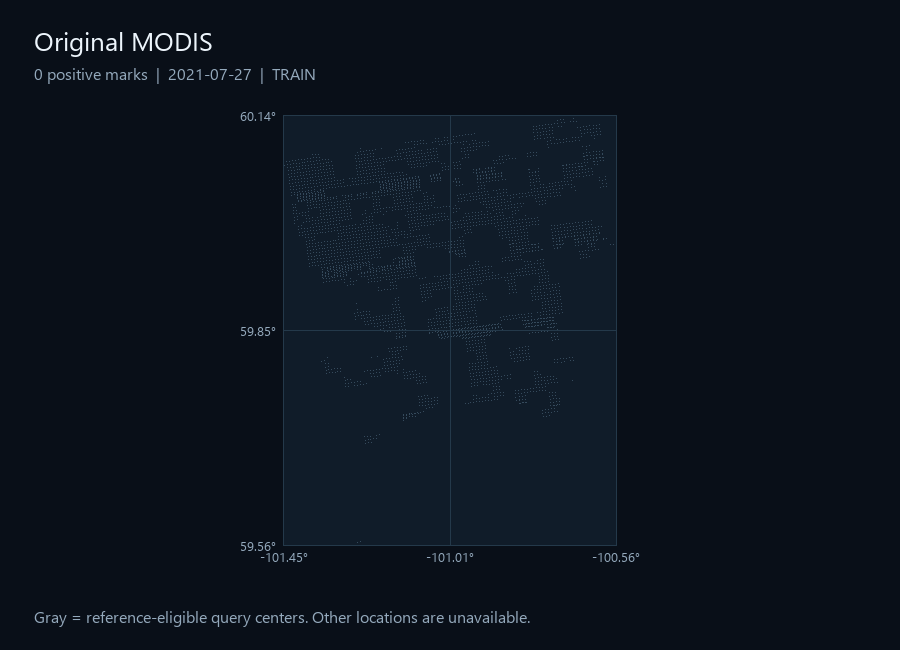 Original MODIS
0 positive marks | 2021-07-27 | TRAIN
60.14°
59.85°
59.56°
-101.45° -101.01° -100.56°
Gray = reference-eligible query centers. Other locations are unavailable.